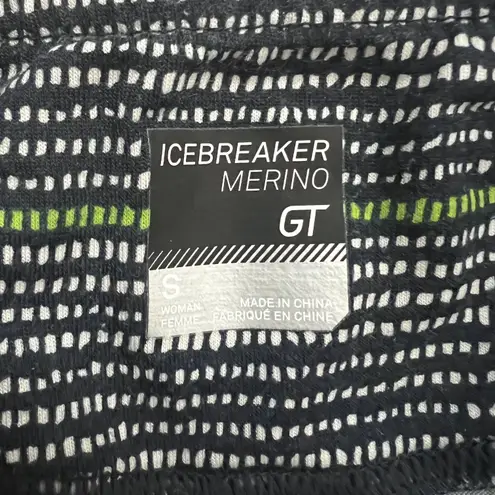 ICEBREAKER
MERINO
GT
S
WOMAN
FEMME
MADE IN CHINA
FABRIQUÉ EN CHINE